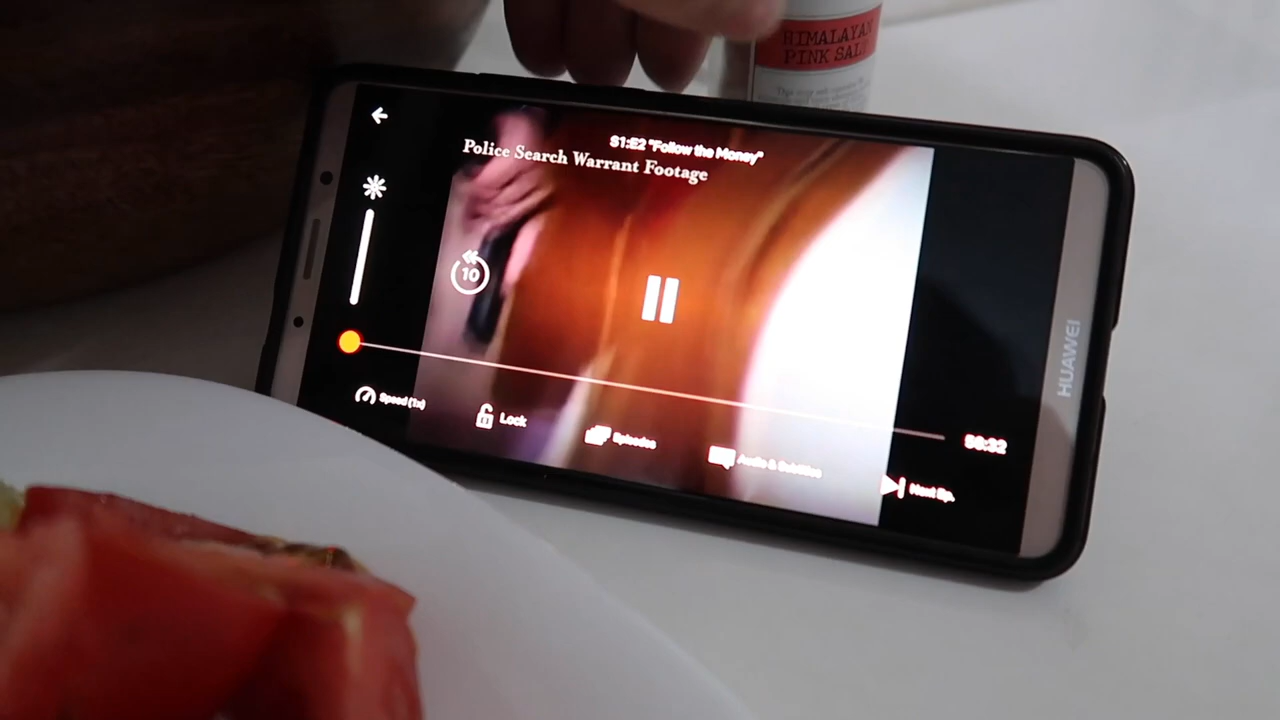 HIMALAYAN
PINK SALT
S1:E2 "Follow the Money"
Police Search Warrant Footage
10
Speed (1x)
Lock
Episodes
Audio & Subtitles
Next Ep.
HUAWEI